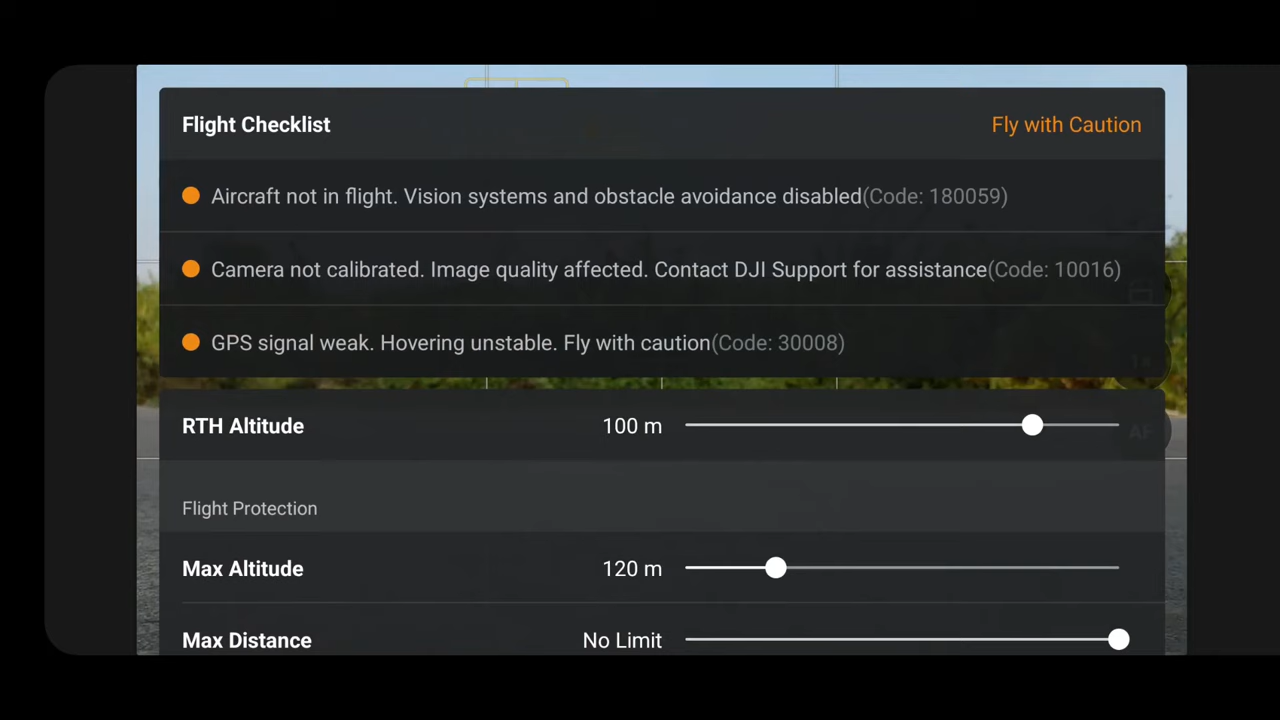 Flight Checklist Fly with Caution
Aircraft not in flight. Vision systems and obstacle avoidance disabled(Code: 180059)
Camera not calibrated. Image quality affected. Contact DJI Support for assistance(Code: 10016)
GPS signal weak. Hovering unstable. Fly with caution(Code: 30008)
RTH Altitude 100 m
AF
Flight Protection
Max Altitude 120 m
Max Distance No Limit